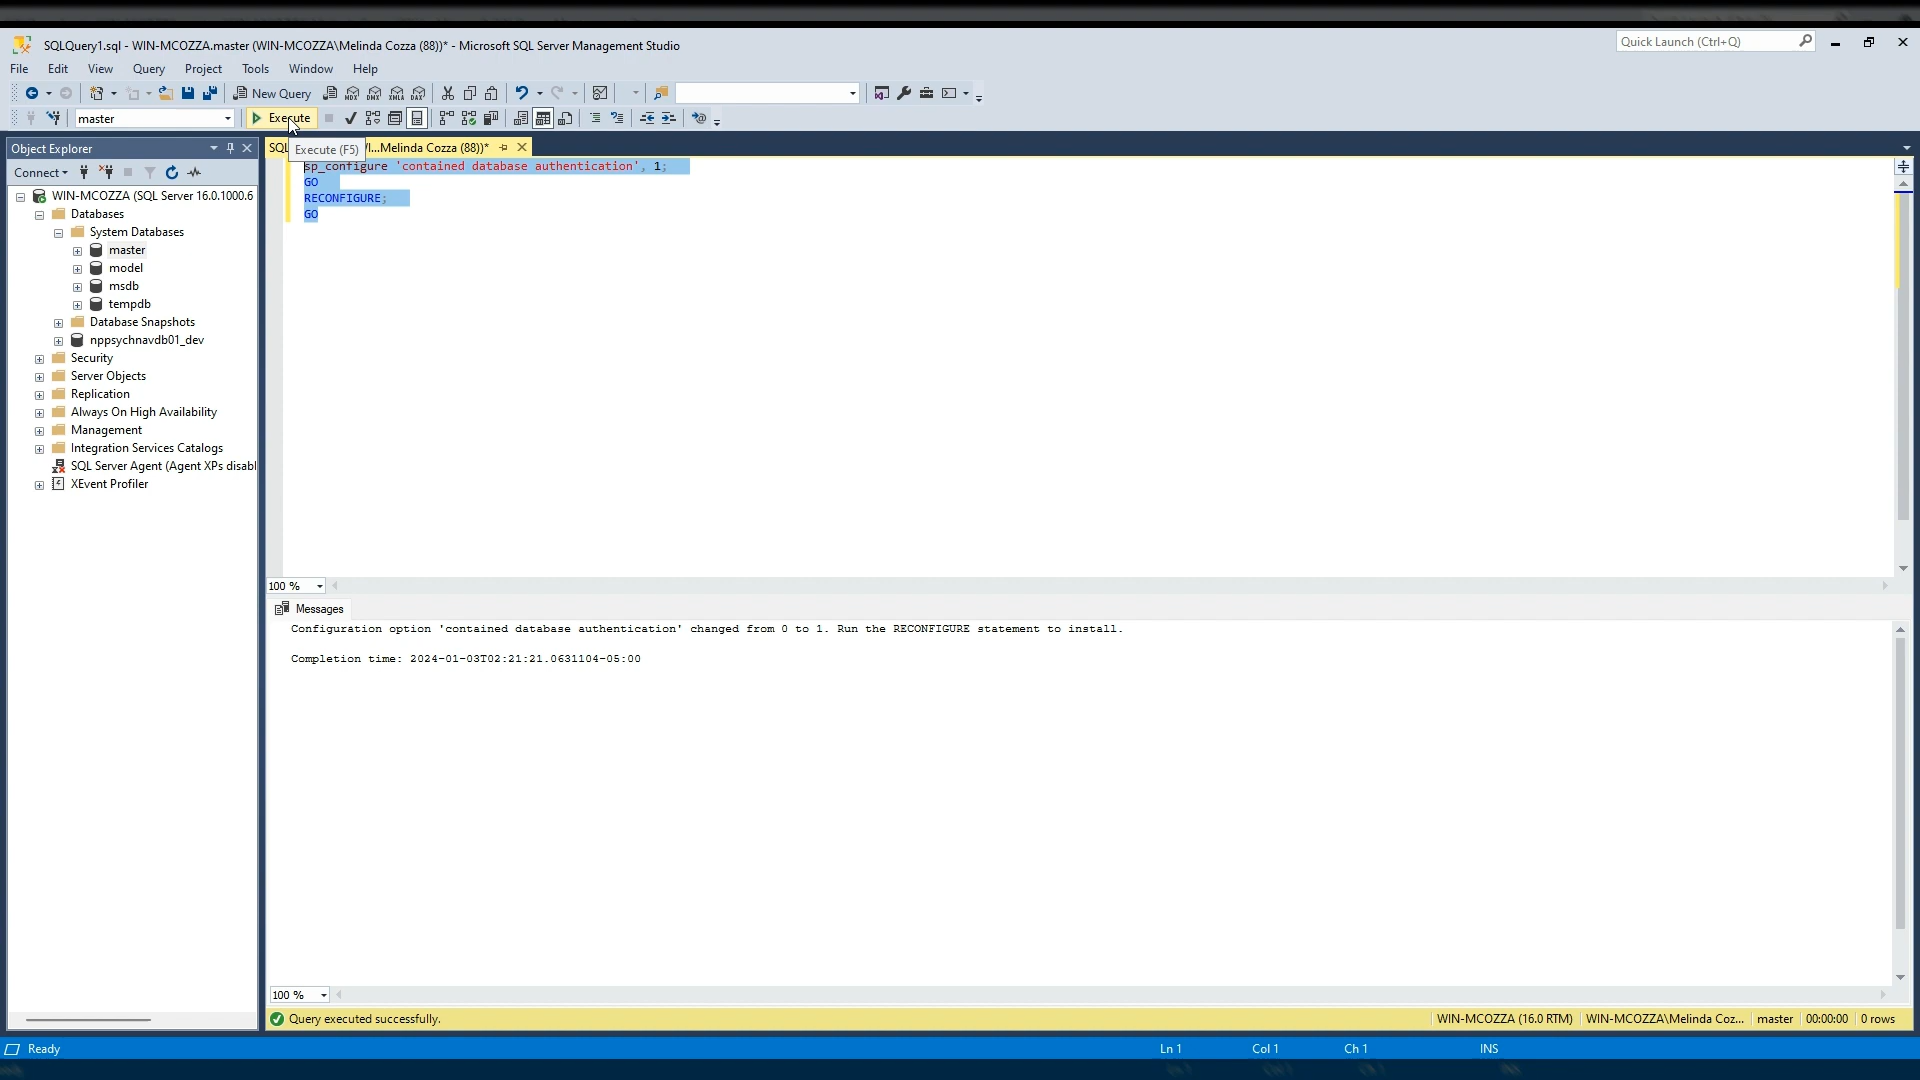 SQLQuery1.sql - WIN-MCOZZA.master (WIN-MCOZZA\Melinda Cozza (88))* - Microsoft SQL Server Management Studio
Quick Launch (Ctrl+Q)
File Edit View Query Project Tools Window Help
New Query
master
Execute
Execute (F5)
Object Explorer
SQL
...Melinda Cozza (88))*
Connect
WIN-MCOZZA (SQL Server 16.0.1000.6
Databases
System Databases
master
model
msdb
tempdb
Database Snapshots
nppsychnavdb01_dev
Security
Server Objects
Replication
Always On High Availability
Management
Integration Services Catalogs
SQL Server Agent (Agent XPs disabl
XEvent Profiler
sp_configure 'contained database authentication', 1;
GO
RECONFIGURE;
GO
100 %
Messages
Configuration option 'contained database authentication' changed from 0 to 1. Run the RECONFIGURE statement to install.
Completion time: 2024-01-03T02:21:21.0631104-05:00
100 %
Query executed successfully.
WIN-MCOZZA (16.0 RTM) WIN-MCOZZA\Melinda Coz... master 00:00:00 0 rows
Ready
Ln 1 Col 1 Ch 1 INS